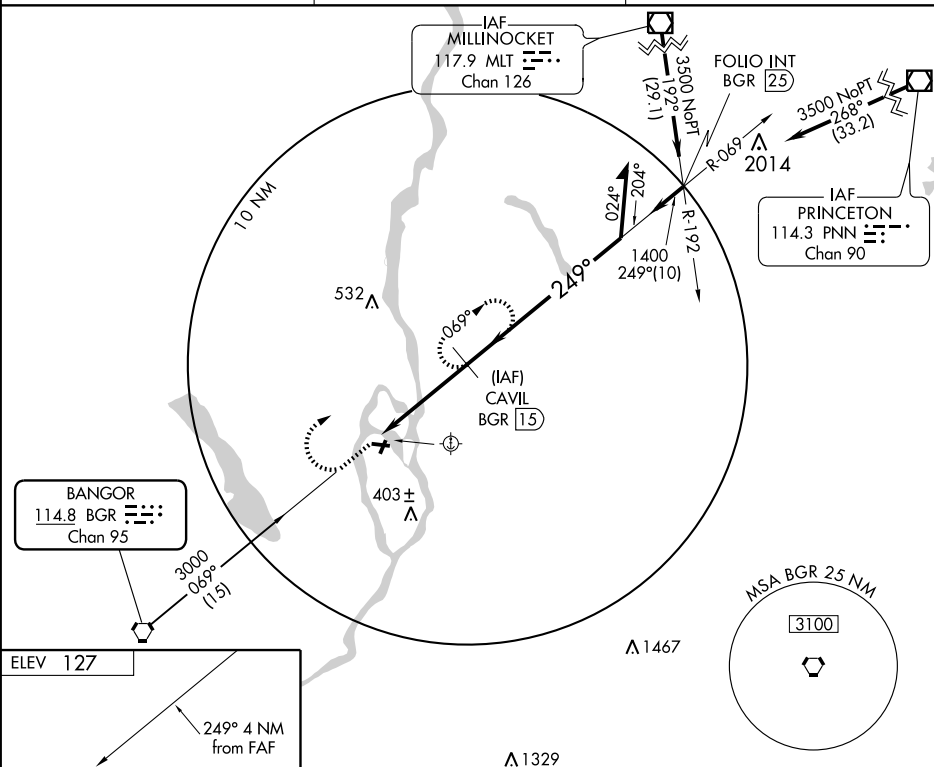 IAF
MILLINOCKET
117.9 MLT
Chan 126
3500 NoPT
192°
(29.1)
FOLIO INT
BGR 25
3500 NoPT
268°
(33.2)
R-069
2014
IAF
PRINCETON
114.3 PNN
Chan 90
10 NM
024°
204°
R-192
1400
249°(10)
249°
532
069°
(IAF)
CAVIL
BGR 15
403±
BANGOR
114.8 BGR
Chan 95
3000
069°
(15)
MSA BGR 25 NM
3100
1467
ELEV 127
249° 4 NM
from FAF
1329